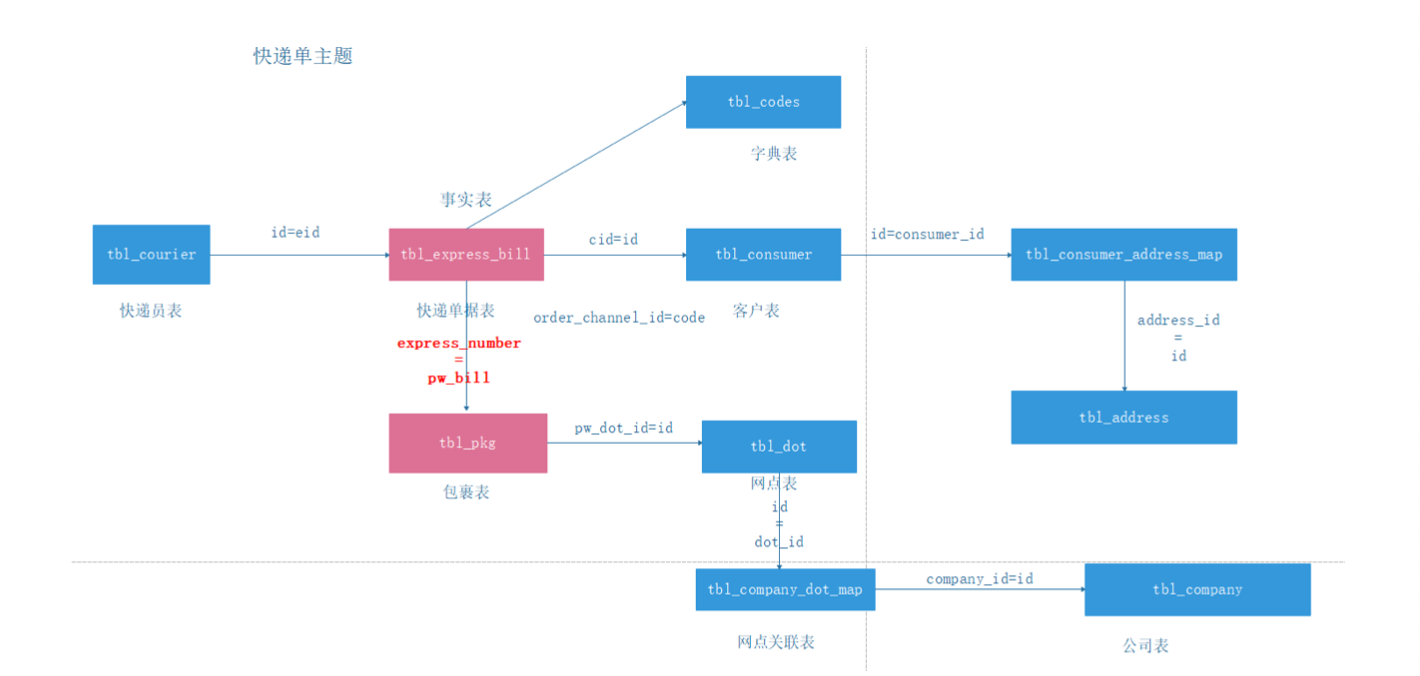 快递单主题
tbl_codes
字典表
事实表
id=eid
cid=id
id=consumer_id
tbl_courier
tbl_express_bill
tbl_consumer
tbl_consumer_address_map
快递员表
快递单据表
客户表
order_channel_id=code
address_id
=
id
express_number
=
pw_bill
tbl_address
pw_dot_id=id
tbl_pkg
tbl_dot
包裹表
网点表
id
=
dot_id
tbl_company_dot_map
company_id=id
tbl_company
网点关联表
公司表